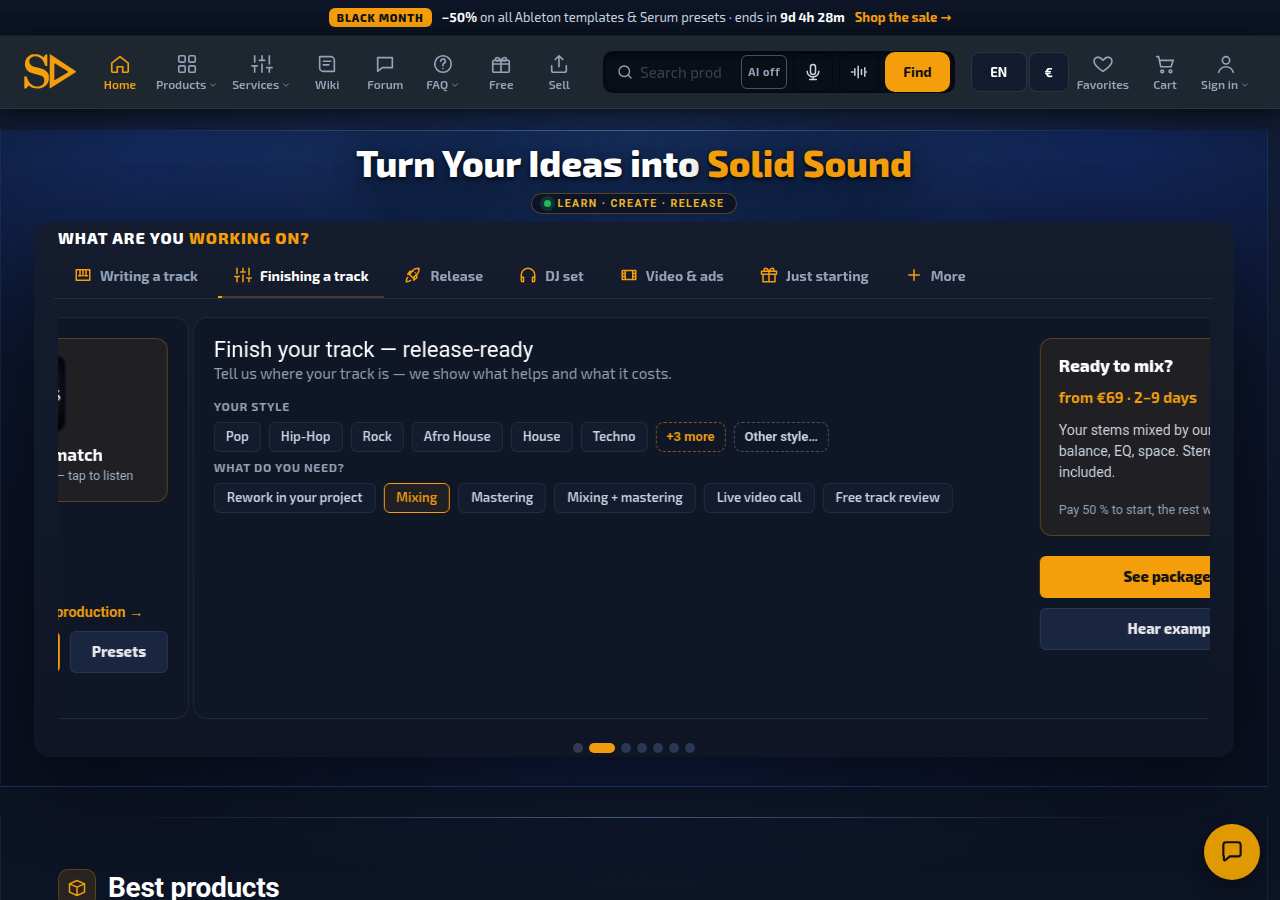 BLACK MONTH −50% on all Ableton templates & Serum presets · ends in 9d 4h 28m Shop the sale →
Home
Products
Services
Wiki
Forum
FAQ
Free
Sell
Search prod
AI off
Find
EN
€
Favorites
Cart
Sign in
Turn Your Ideas into Solid Sound
LEARN · CREATE · RELEASE
WHAT ARE YOU WORKING ON?
Writing a track
Finishing a track
Release
DJ set
Video & ads
Just starting
More
match
— tap to listen
production →
Presets
Finish your track — release-ready
Tell us where your track is — we show what helps and what it costs.
YOUR STYLE
Pop
Hip-Hop
Rock
Afro House
House
Techno
+3 more
Other style...
WHAT DO YOU NEED?
Rework in your project
Mixing
Mastering
Mixing + mastering
Live video call
Free track review
Ready to mix?
from €69 · 2–9 days
Your stems mixed by our
balance, EQ, space. Stere
included.
Pay 50 % to start, the rest w
See package
Hear examp
Best products